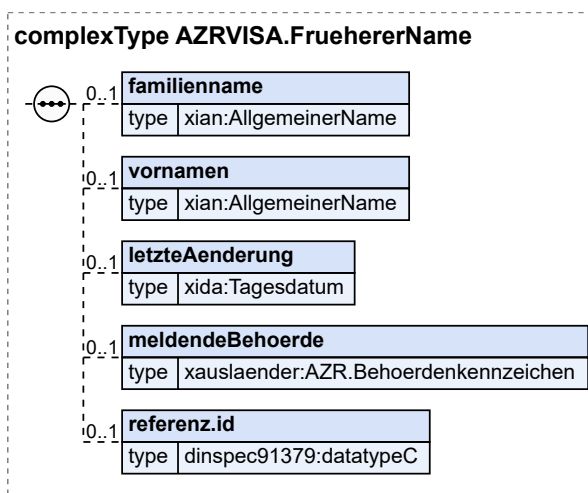 complexType AZRVISA.FruehererName
0..1 familienname
type xian:AllgemeinerName
0..1 vornamen
type xian:AllgemeinerName
0..1 letzteAenderung
type xida:Tagesdatum
0..1 meldendeBehoerde
type xauslaender:AZR.Behoerdenkennzeichen
0..1 referenz.id
type dinspec91379:datatypeC